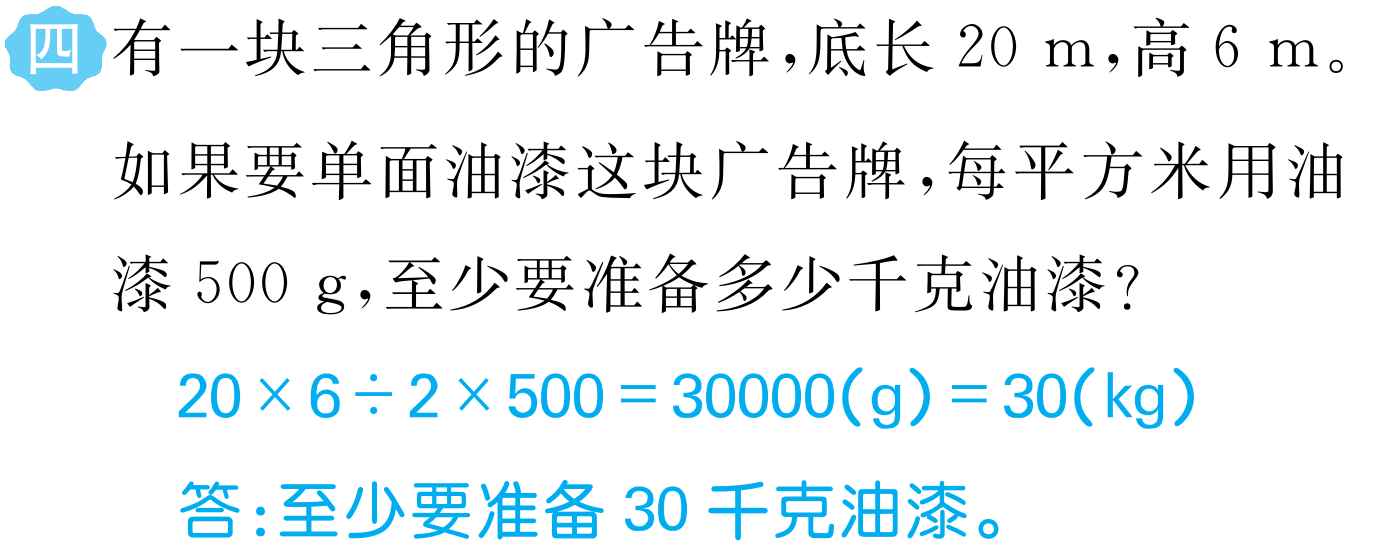 四 有一块三角形的广告牌,底长 20 m,高 6 m。
如果要单面油漆这块广告牌,每平方米用油
漆 500 g,至少要准备多少千克油漆?
20×6÷2×500=30000(g)=30(kg)
答:至少要准备 30 千克油漆。